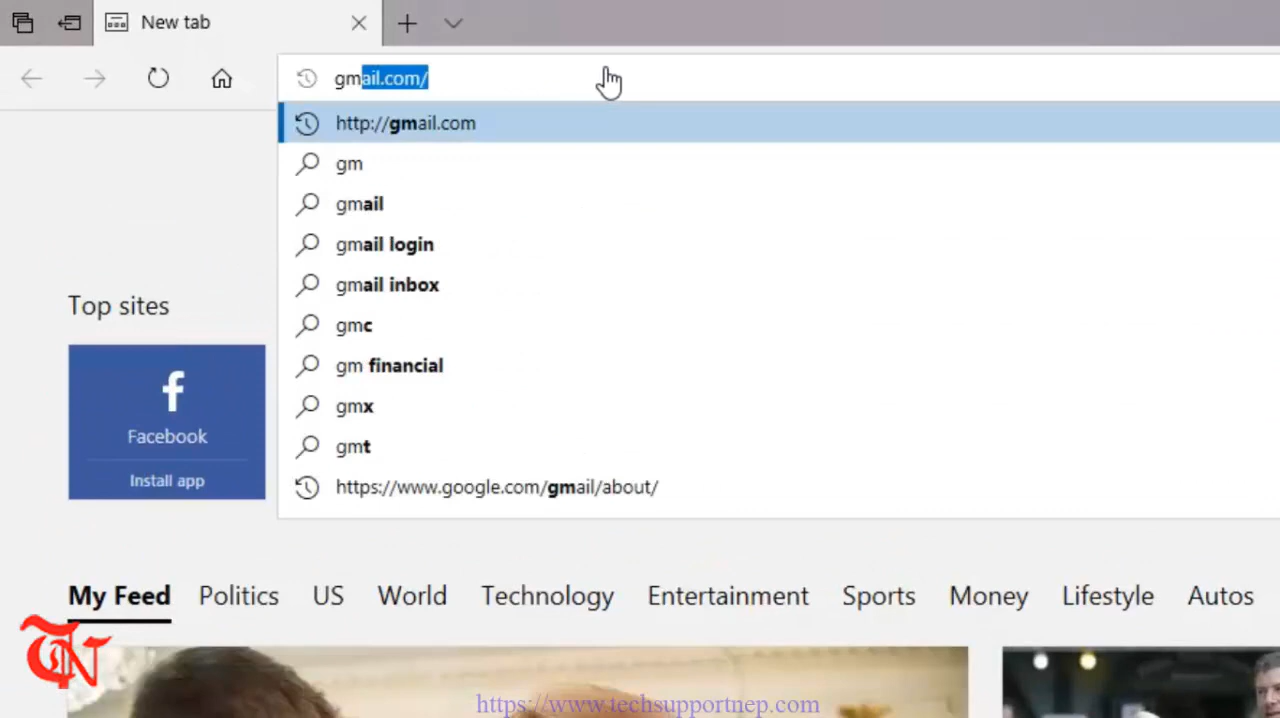 New tab
gmail.com/
http://gmail.com
gm
gmail
gmail login
gmail inbox
gmc
gm financial
gmx
gmt
https://www.google.com/gmail/about/
Top sites
f
Facebook
Install app
My Feed Politics US World Technology Entertainment Sports Money Lifestyle Autos
TN
https://www.techsupportnep.com